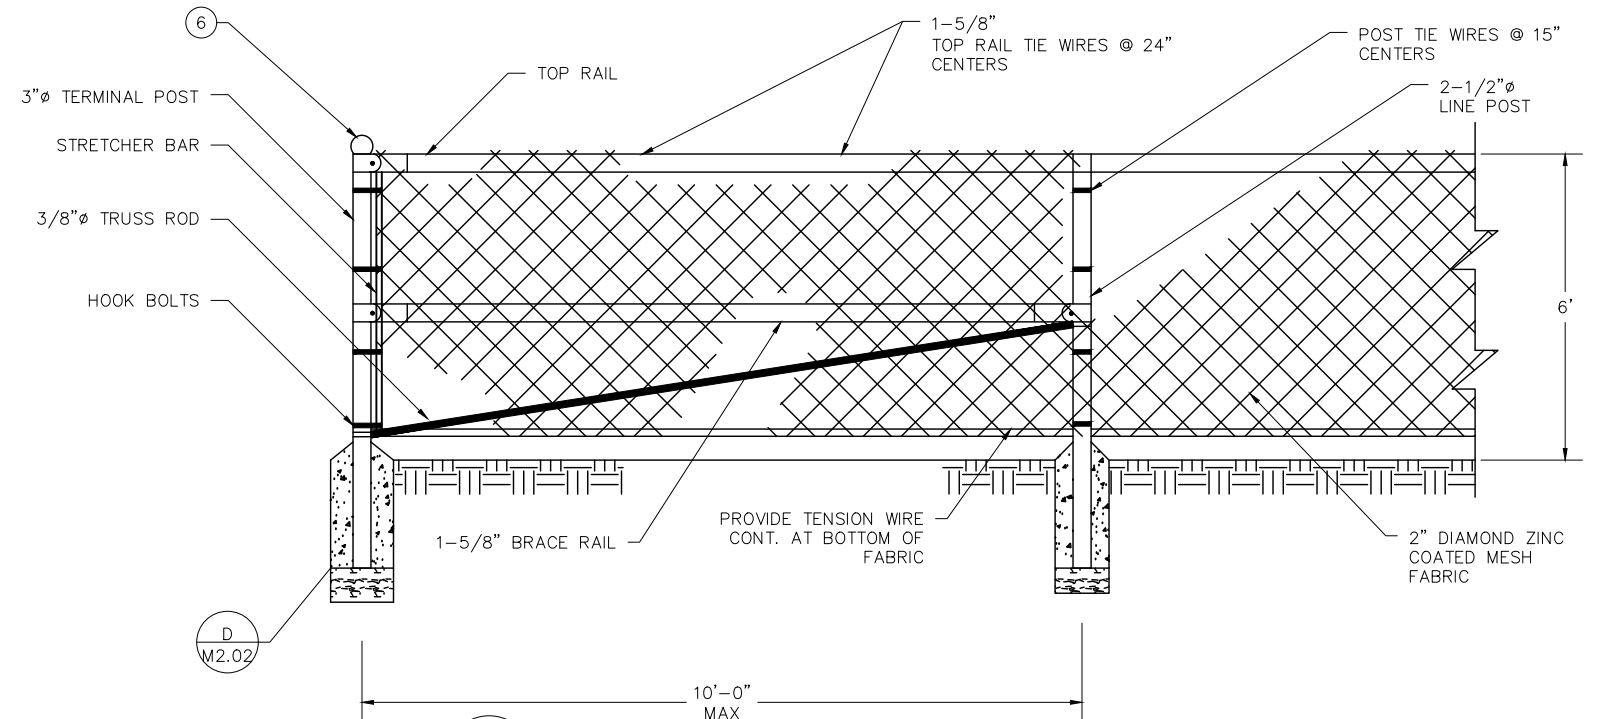 6
1-5/8"
TOP RAIL TIE WIRES @ 24"
CENTERS
POST TIE WIRES @ 15"
CENTERS
TOP RAIL
3"ø TERMINAL POST
2-1/2"ø
LINE POST
STRETCHER BAR
3/8"ø TRUSS ROD
HOOK BOLTS
6'
PROVIDE TENSION WIRE
CONT. AT BOTTOM OF
FABRIC
1-5/8" BRACE RAIL
2" DIAMOND ZINC
COATED MESH
FABRIC
D
M2.02
10'-0"
MAX